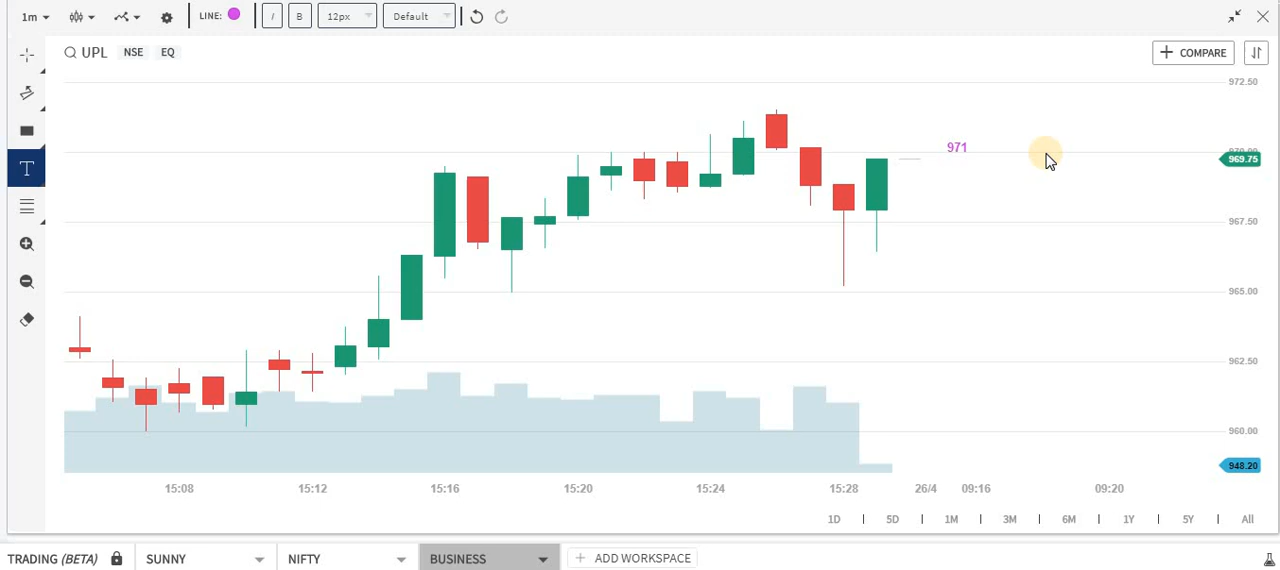 1m LINE: I B 12px Default
UPL NSE EQ COMPARE
972.50
971
970.00
969.75
967.50
965.00
962.50
960.00
948.20
15:08 15:12 15:16 15:20 15:24 15:28 26/4 09:16 09:20
1D 5D 1M 3M 6M 1Y 5Y All
T
TRADING (BETA) SUNNY NIFTY BUSINESS ADD WORKSPACE